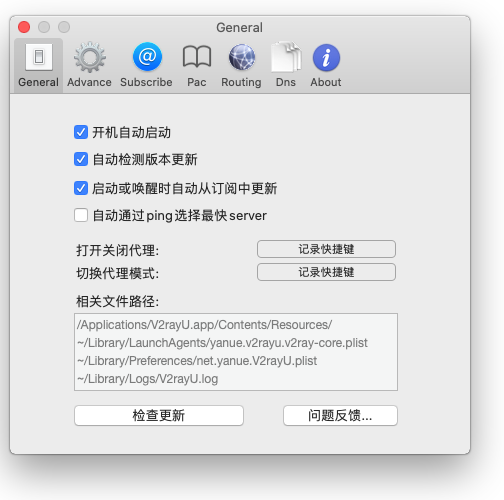 General
General Advance Subscribe Pac Routing Dns About
开机自动启动
自动检测版本更新
启动或唤醒时自动从订阅中更新
自动通过ping选择最快server
打开关闭代理: 记录快捷键
切换代理模式: 记录快捷键
相关文件路径:
/Applications/V2rayU.app/Contents/Resources/
~/Library/LaunchAgents/yanue.v2rayu.v2ray-core.plist
~/Library/Preferences/net.yanue.V2rayU.plist
~/Library/Logs/V2rayU.log
检查更新 问题反馈...